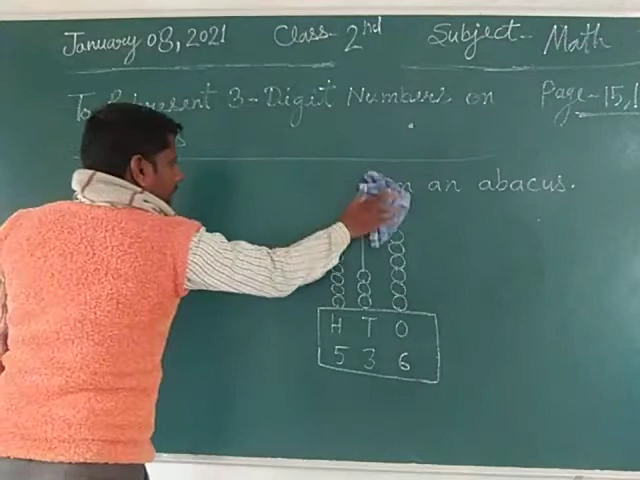 January 08, 2021 Class- 2nd Subject- Math
To Represent 3-Digit Numbers on Page-15,1
an abacus.
H T O
5 3 6